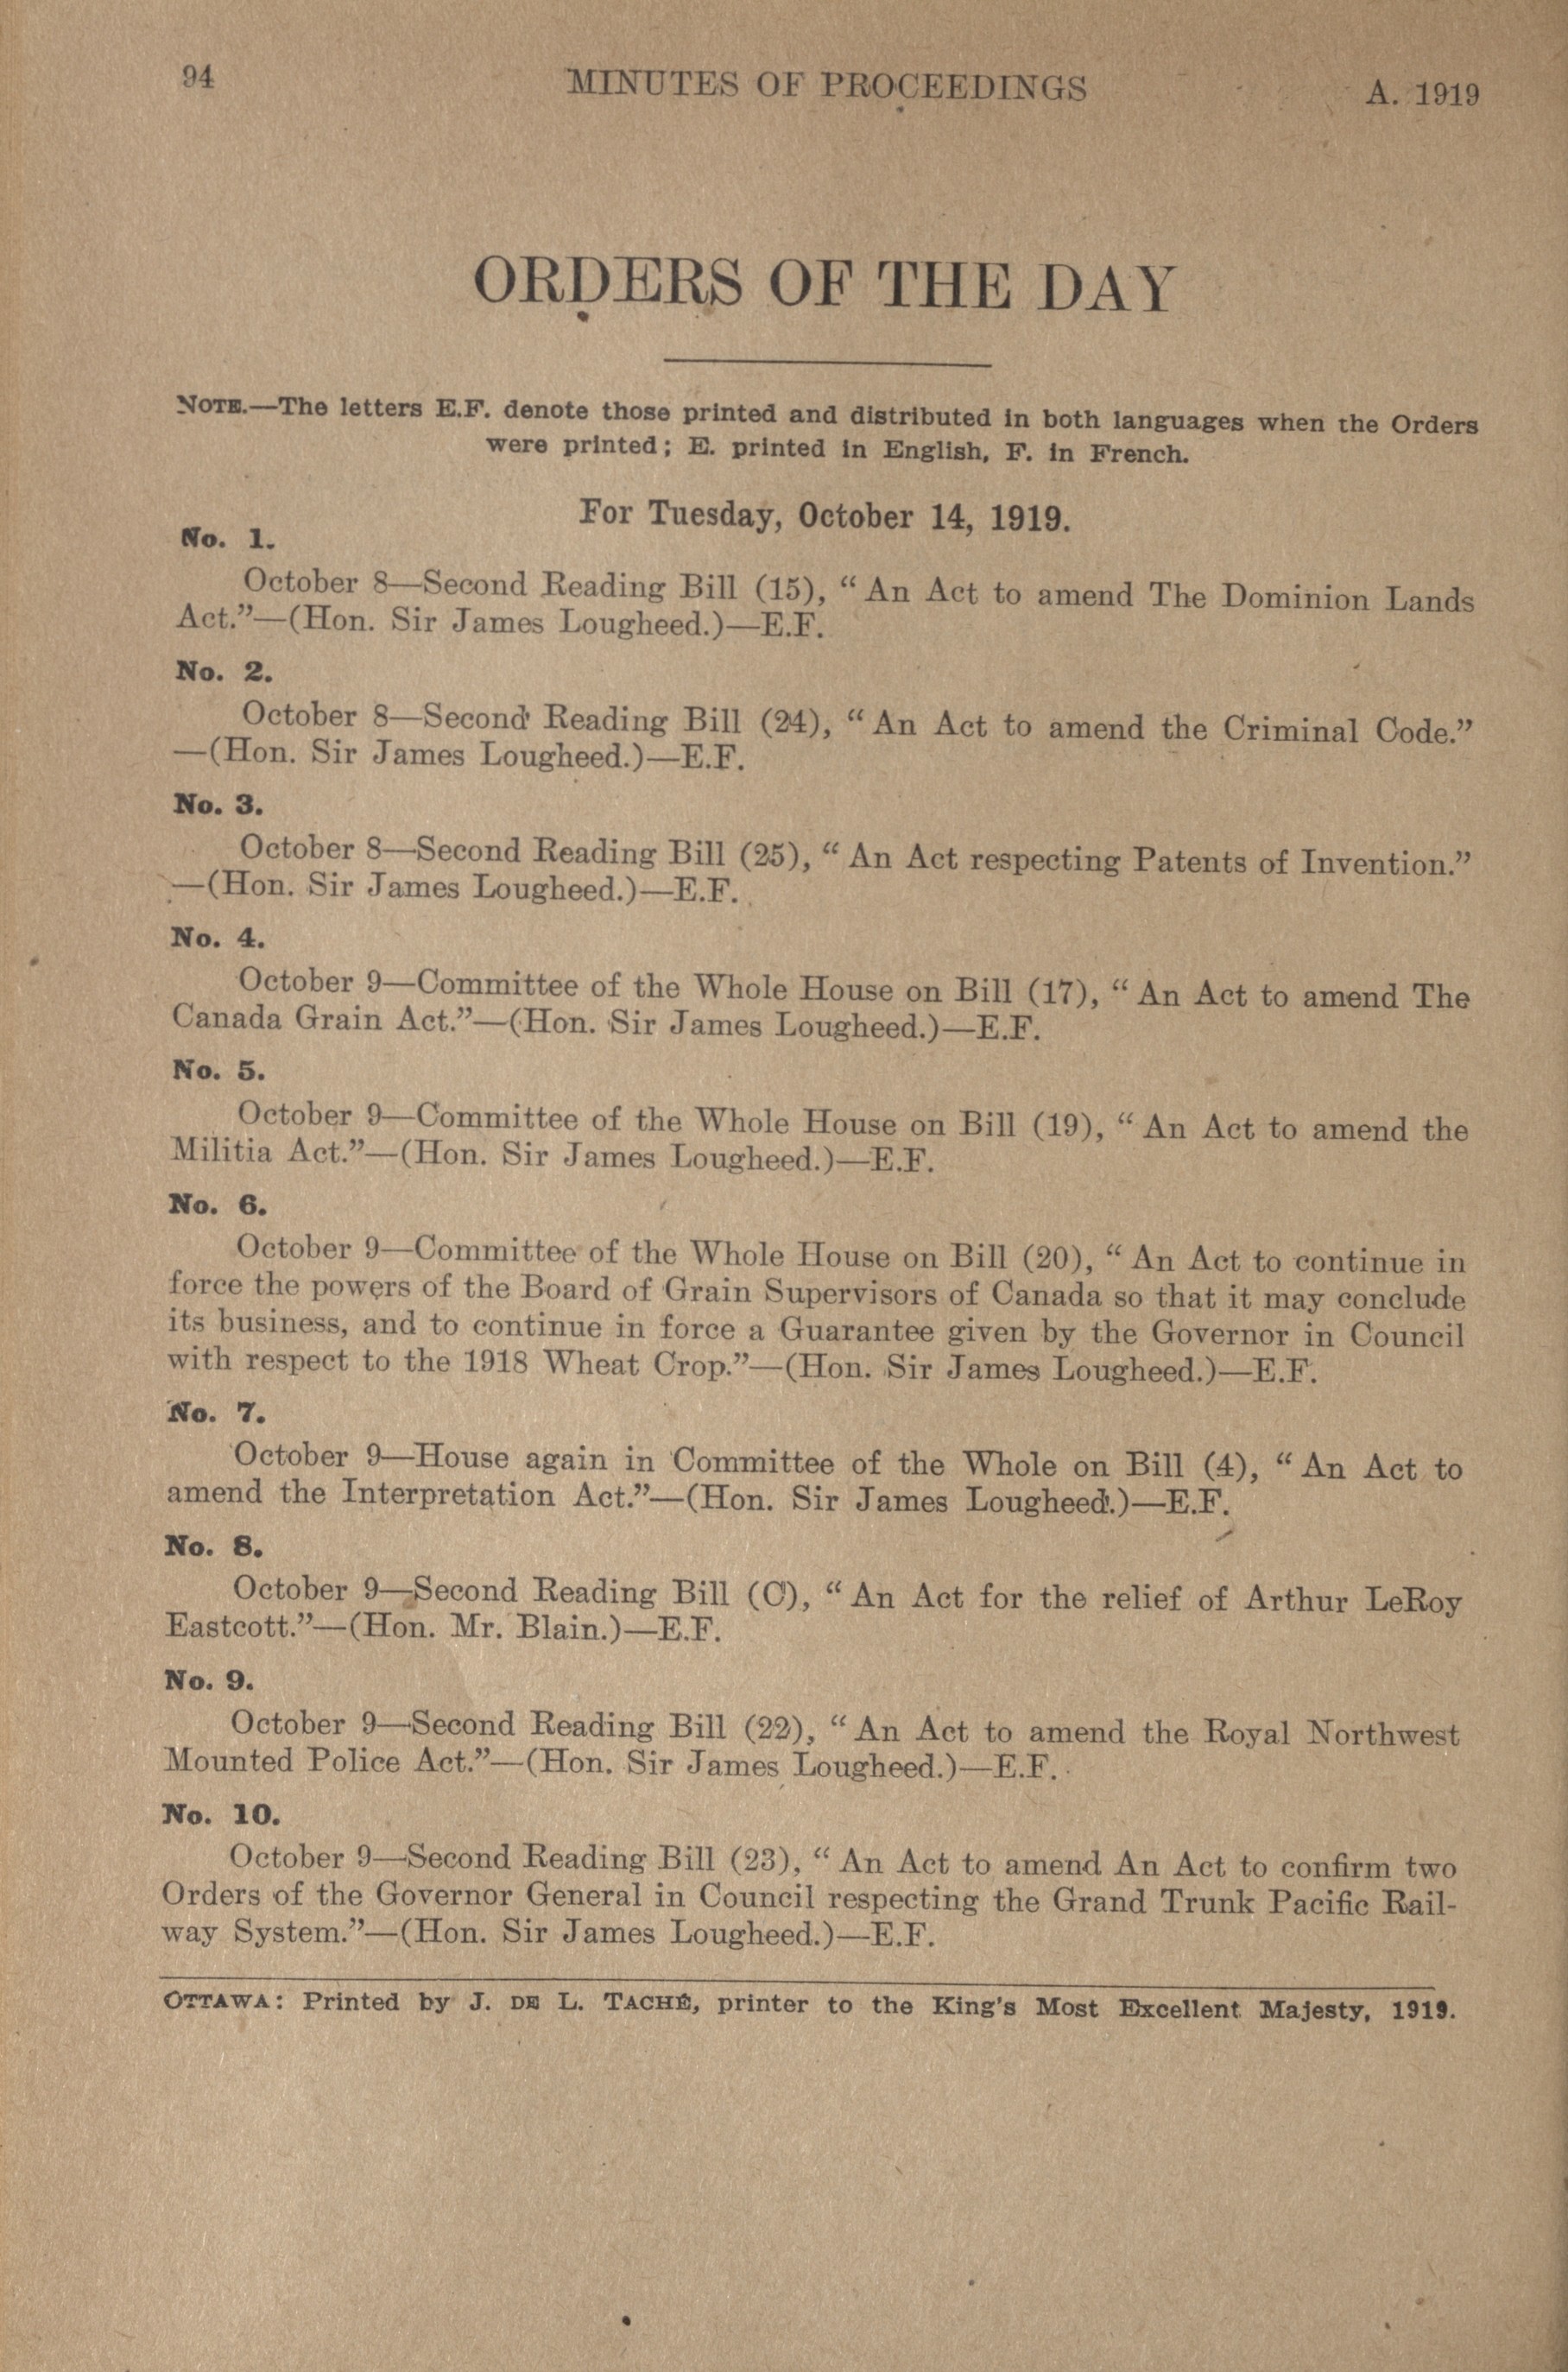 94 MINUTES OF PROCEEDINGS A. 1919
ORDERS OF THE DAY
NOTE.—The letters E.F. denote those printed and distributed in both languages when the Orders
were printed; E. printed in English, F. in French.
For Tuesday, October 14, 1919.
No. 1.
October 8—Second Reading Bill (15), “An Act to amend The Dominion Lands
Act.”—(Hon. Sir James Lougheed.)—E.F.
No. 2.
October 8—Second Reading Bill (24), “An Act to amend the Criminal Code.”
—(Hon. Sir James Lougheed.)—E.F.
No. 3.
October 8—Second Reading Bill (25), “An Act respecting Patents of Invention.”
—(Hon. Sir James Lougheed.)—E.F.
No. 4.
October 9—Committee of the Whole House on Bill (17), “An Act to amend The
Canada Grain Act.”—(Hon. Sir James Lougheed.)—E.F.
No. 5.
October 9—Committee of the Whole House on Bill (19), “An Act to amend the
Militia Act.”—(Hon. Sir James Lougheed.)—E.F.
No. 6.
October 9—Committee of the Whole House on Bill (20), “An Act to continue in
force the powers of the Board of Grain Supervisors of Canada so that it may conclude
its business, and to continue in force a Guarantee given by the Governor in Council
with respect to the 1918 Wheat Crop.”—(Hon. Sir James Lougheed.)—E.F.
No. 7.
October 9—House again in Committee of the Whole on Bill (4), “An Act to
amend the Interpretation Act.”—(Hon. Sir James Lougheed.)—E.F.
No. 8.
October 9—Second Reading Bill (C), “An Act for the relief of Arthur LeRoy
Eastcott.”—(Hon. Mr. Blain.)—E.F.
No. 9.
October 9—Second Reading Bill (22), “An Act to amend the Royal Northwest
Mounted Police Act.”—(Hon. Sir James Lougheed.)—E.F.
No. 10.
October 9—Second Reading Bill (23), “An Act to amend An Act to confirm two
Orders of the Governor General in Council respecting the Grand Trunk Pacific Rail-
way System.”—(Hon. Sir James Lougheed.)—E.F.
OTTAWA: Printed by J. DE L. TACHÉ, printer to the King's Most Excellent Majesty, 1919.